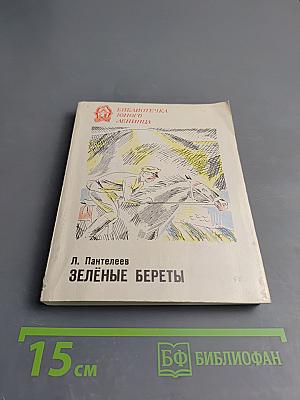 БИБЛИОТЕЧКА
ЮНОГО
ЛЕНИНЦА
Л. Пантелеев
ЗЕЛЁНЫЕ БЕРЕТЫ
15 см
БФ БИБЛИОФАН